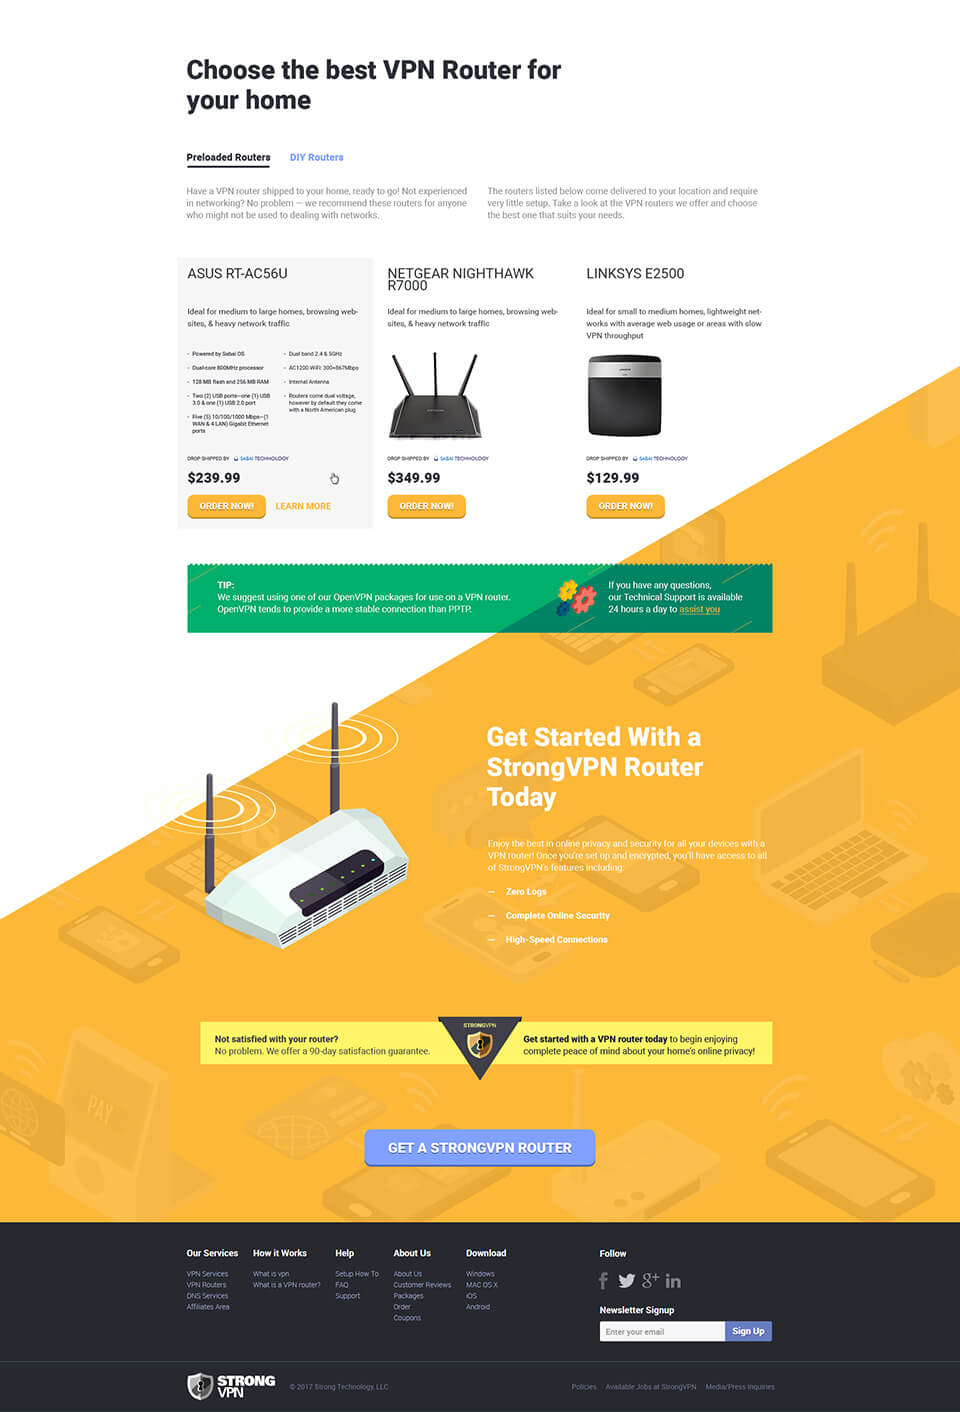 Choose the best VPN Router for
your home
Preloaded Routers
DIY Routers
Have a VPN router shipped to your home, ready to go! Not experienced
in networking? No problem — we recommend these routers for anyone
who might not be used to dealing with networks.
The routers listed below come delivered to your location and require
very little setup. Take a look at the VPN routers we offer and choose
the best one that suits your needs.
ASUS RT-AC56U
Ideal for medium to large homes, browsing web-
sites, & heavy network traffic
- Powered by Sabai OS
- Dual-core 800MHz processor
- 128 MB flash and 256 MB RAM
- Two (2) USB ports—one (1) USB
3.0 & one (1) USB 2.0 port
- Five (5) 10/100/1000 Mbps—(1
WAN & 4 LAN) Gigabit Ethernet
ports
- Dual band 2.4 & 5GHz
- AC1200 WiFi: 300+867Mbps
- Internal Antenna
- Routers come dual voltage,
however by default they come
with a North American plug
DROP SHIPPED BY SABAI TECHNOLOGY
$239.99
ORDER NOW!
LEARN MORE
NETGEAR NIGHTHAWK
R7000
Ideal for medium to large homes, browsing web-
sites, & heavy network traffic
DROP SHIPPED BY SABAI TECHNOLOGY
$349.99
ORDER NOW!
LINKSYS E2500
Ideal for small to medium homes, lightweight net-
works with average web usage or areas with slow
VPN throughput
DROP SHIPPED BY SABAI TECHNOLOGY
$129.99
ORDER NOW!
TIP:
We suggest using one of our OpenVPN packages for use on a VPN router.
OpenVPN tends to provide a more stable connection than PPTP.
If you have any questions,
our Technical Support is available
24 hours a day to assist you
Get Started With a
StrongVPN Router
Today
Enjoy the best in online privacy and security for all your devices with a
VPN router! Once you're set up and encrypted, you'll have access to all
of StrongVPN's features including:
— Zero Logs
— Complete Online Security
— High-Speed Connections
Not satisfied with your router?
No problem. We offer a 90-day satisfaction guarantee.
STRONGVPN
Get started with a VPN router today to begin enjoying
complete peace of mind about your home's online privacy!
PAY
GET A STRONGVPN ROUTER
Our Services
VPN Services
VPN Routers
DNS Services
Affiliates Area
How it Works
What is vpn
What is a VPN router?
Help
Setup How To
FAQ
Support
About Us
About Us
Customer Reviews
Packages
Order
Coupons
Download
Windows
MAC OS X
iOS
Android
Follow
Newsletter Signup
Enter your email
Sign Up
STRONG
VPN
© 2017 Strong Technology, LLC
Policies
Available Jobs at StrongVPN
Media/Press Inquiries